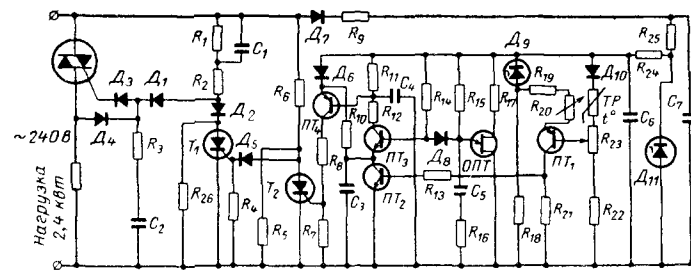 ~240В
Нагрузка
2,4 квт
Д3
Д1
Д4
R3
C2
R1
C1
R2
Д2
T1
Д5
R26
R4
R5
R6
T2
Д7
R9
Д6
R11
C4
ПТ4
R10
R12
R8
ПТ3
C3
ПТ2
R7
R14
R15
R17
Д8
ОПТ
R13
C5
R16
Д9
R19
R20
ПТ1
R18
R21
Д10
ТР
t°
R23
R22
R25
R24
C6
C7
Д11